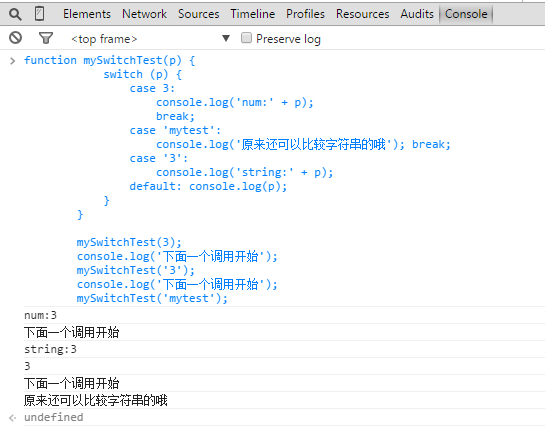 Elements Network Sources Timeline Profiles Resources Audits Console
<top frame> ▼ Preserve log
function mySwitchTest(p) {
switch (p) {
case 3:
console.log('num:' + p);
break;
case 'mytest':
console.log('原来还可以比较字符串的哦'); break;
case '3':
console.log('string:' + p);
default: console.log(p);
}
}
mySwitchTest(3);
console.log('下面一个调用开始');
mySwitchTest('3');
console.log('下面一个调用开始');
mySwitchTest('mytest');
num:3
下面一个调用开始
string:3
3
下面一个调用开始
原来还可以比较字符串的哦
undefined